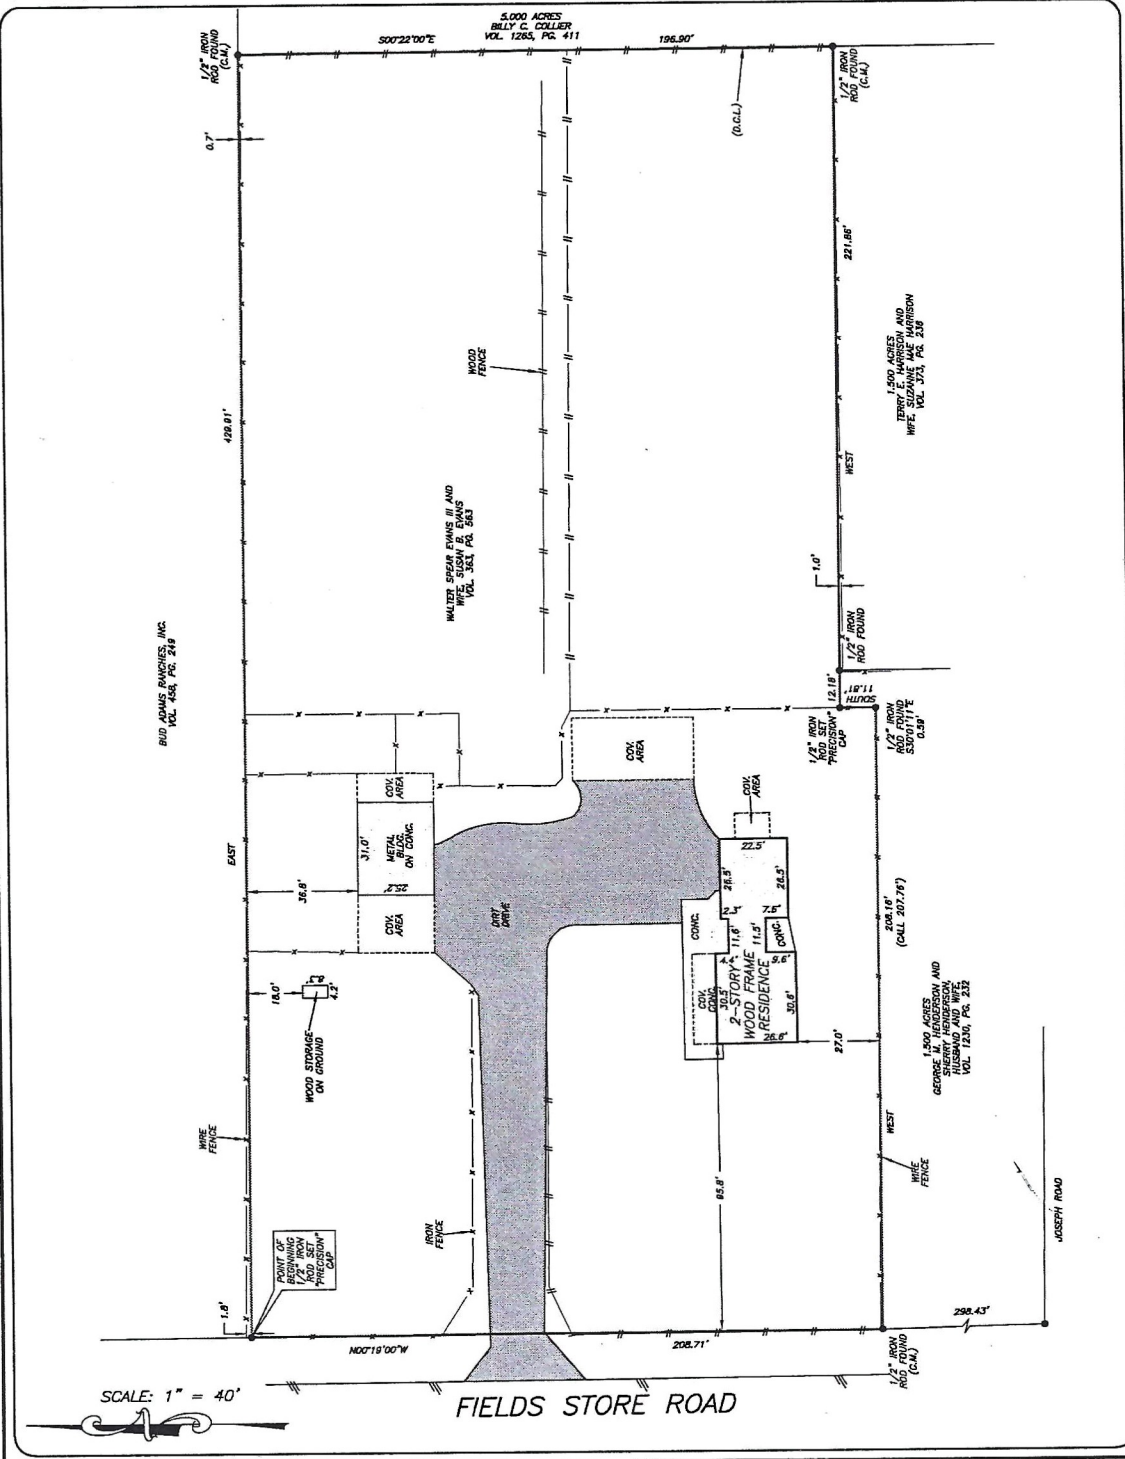 5.000 ACRES
BILLY C. COLLIER
VOL. 1265, PG. 411
S00°22'00"E
196.90'
1/2" IRON
ROD FOUND
(C.M.)
1/2" IRON
ROD FOUND
(C.M.)
0.7'
(D.C.L.)
221.86'
429.91'
WOOD
FENCE
1.500 ACRES
TERRY E. HARRISON AND
WIFE, SUZANNE MAE HARRISON
VOL. 373, PG. 238
WEST
WALTER SPEAR EVANS III AND
WIFE, SUSAN B. EVANS
VOL. 363, PG. 563
1.0'
BUD ADAMS RANCHES, INC.
VOL. 458, PG. 249
1/2" IRON
ROD FOUND
12.18'
SOUTH
11.81'
1/2" IRON
ROD SET
"PRECISION"
CAP
1/2" IRON
ROD FOUND
S30°01'11"E
0.59'
COV.
AREA
COV.
AREA
COV.
AREA
EAST
31.0'
METAL
BLDG.
ON CONC.
25.2'
36.8'
COV.
AREA
22.5'
26.5'
26.5'
DIRT
DRIVE
2.3'
7.5'
CONC.
11.6'
11.5'
CONC.
4.4'
9.6'
208.16'
(CALL 207.76')
16.0'
8.3'
4.2'
WOOD STORAGE
ON GROUND
COV.
CONC.
30.5'
2-STORY
WOOD FRAME
RESIDENCE
30.6'
26.6'
27.0'
1.500 ACRES
GEORGE M. HENDERSON AND
SHERRY HENDERSON,
HUSBAND AND WIFE,
VOL. 1230, PG. 232
WIRE
FENCE
WEST
WIRE
FENCE
95.8'
IRON
FENCE
JOSEPH ROAD
POINT OF
BEGINNING
1/2" IRON
ROD SET
"PRECISION"
CAP
1.8'
298.43'
N00°19'00"W
208.71'
1/2" IRON
ROD FOUND
(C.M.)
SCALE: 1" = 40'
FIELDS STORE ROAD